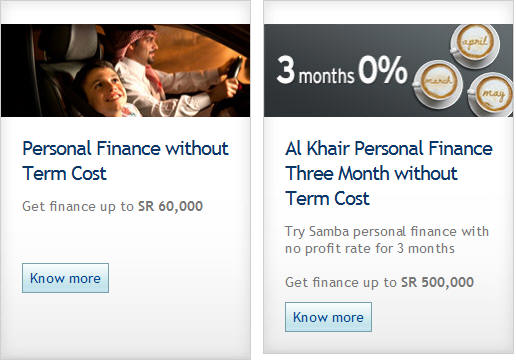 Personal Finance without
Term Cost
Get finance up to SR 60,000
Know more
3 months 0%
april
march
may
Al Khair Personal Finance
Three Month without
Term Cost
Try Samba personal finance with
no profit rate for 3 months
Get finance up to SR 500,000
Know more